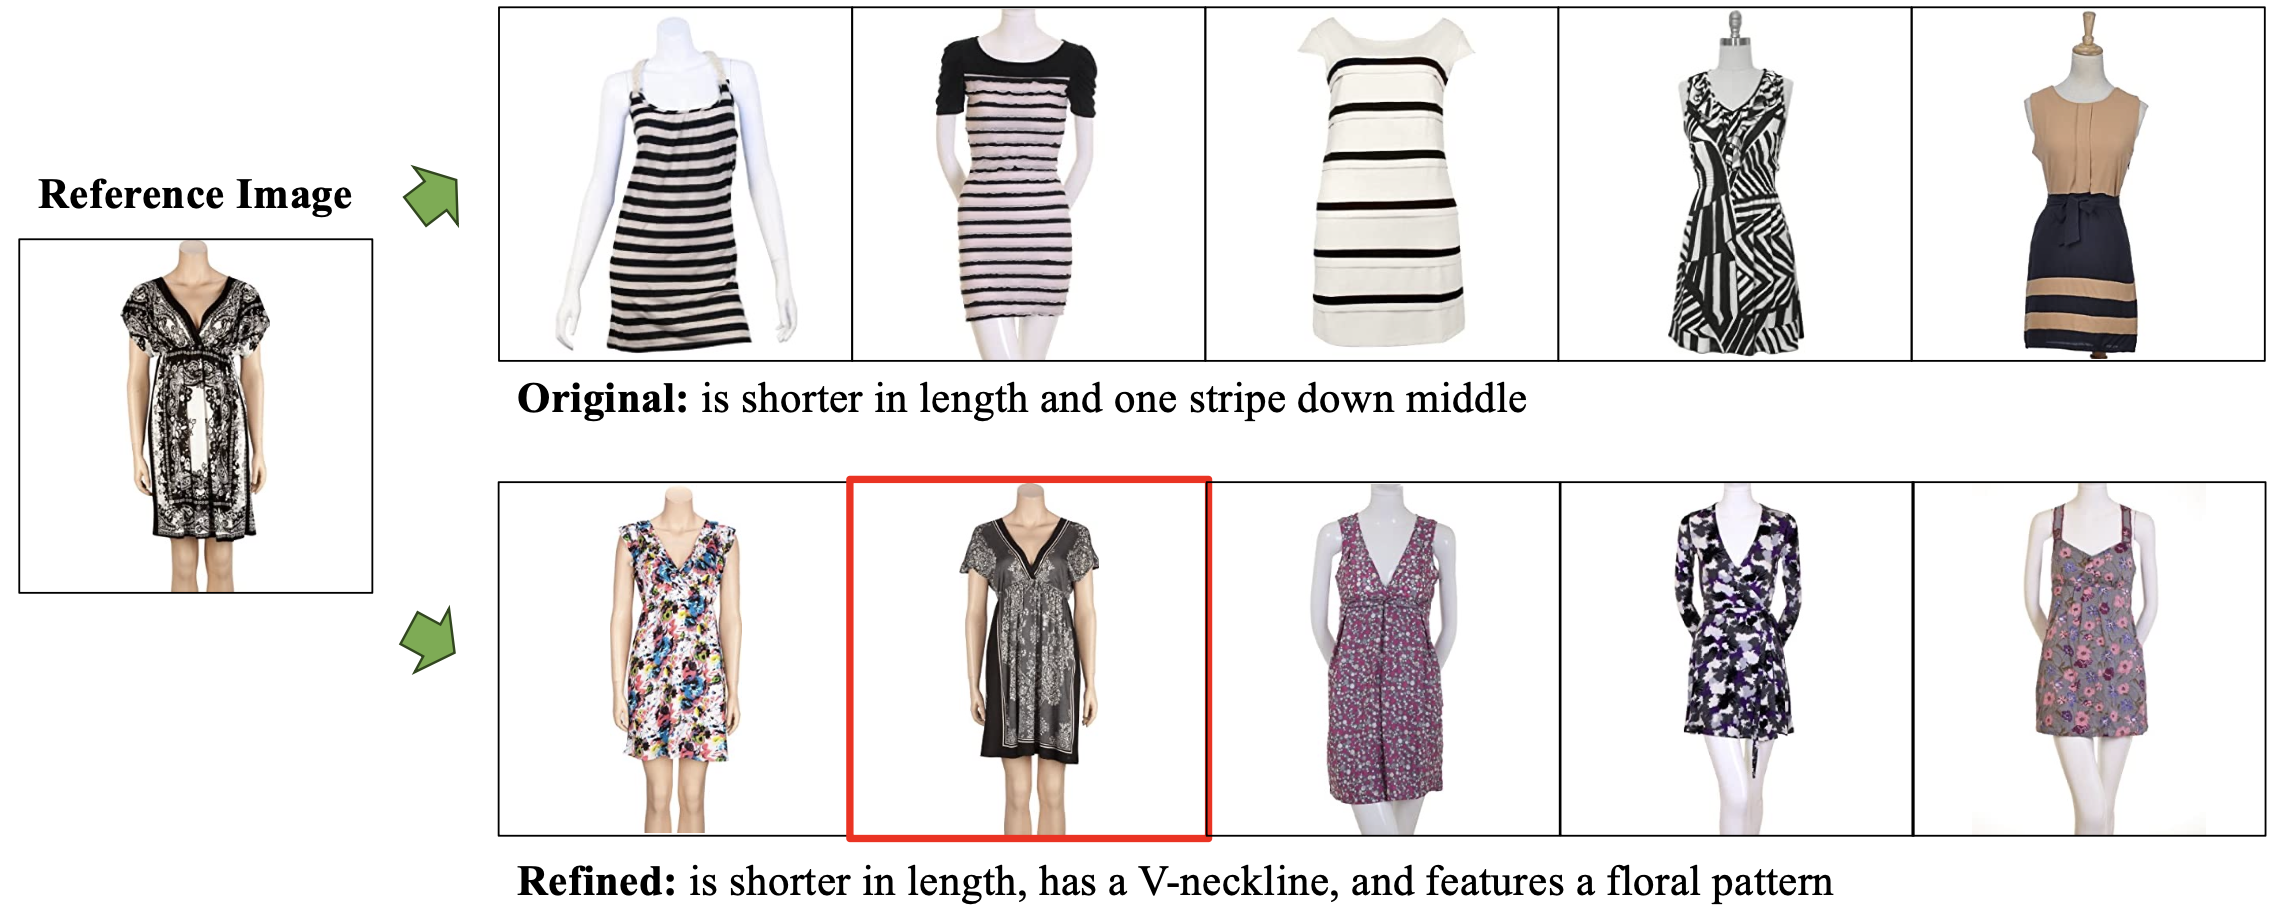 Reference Image
Original: is shorter in length and one stripe down middle
Refined: is shorter in length, has a V-neckline, and features a floral pattern